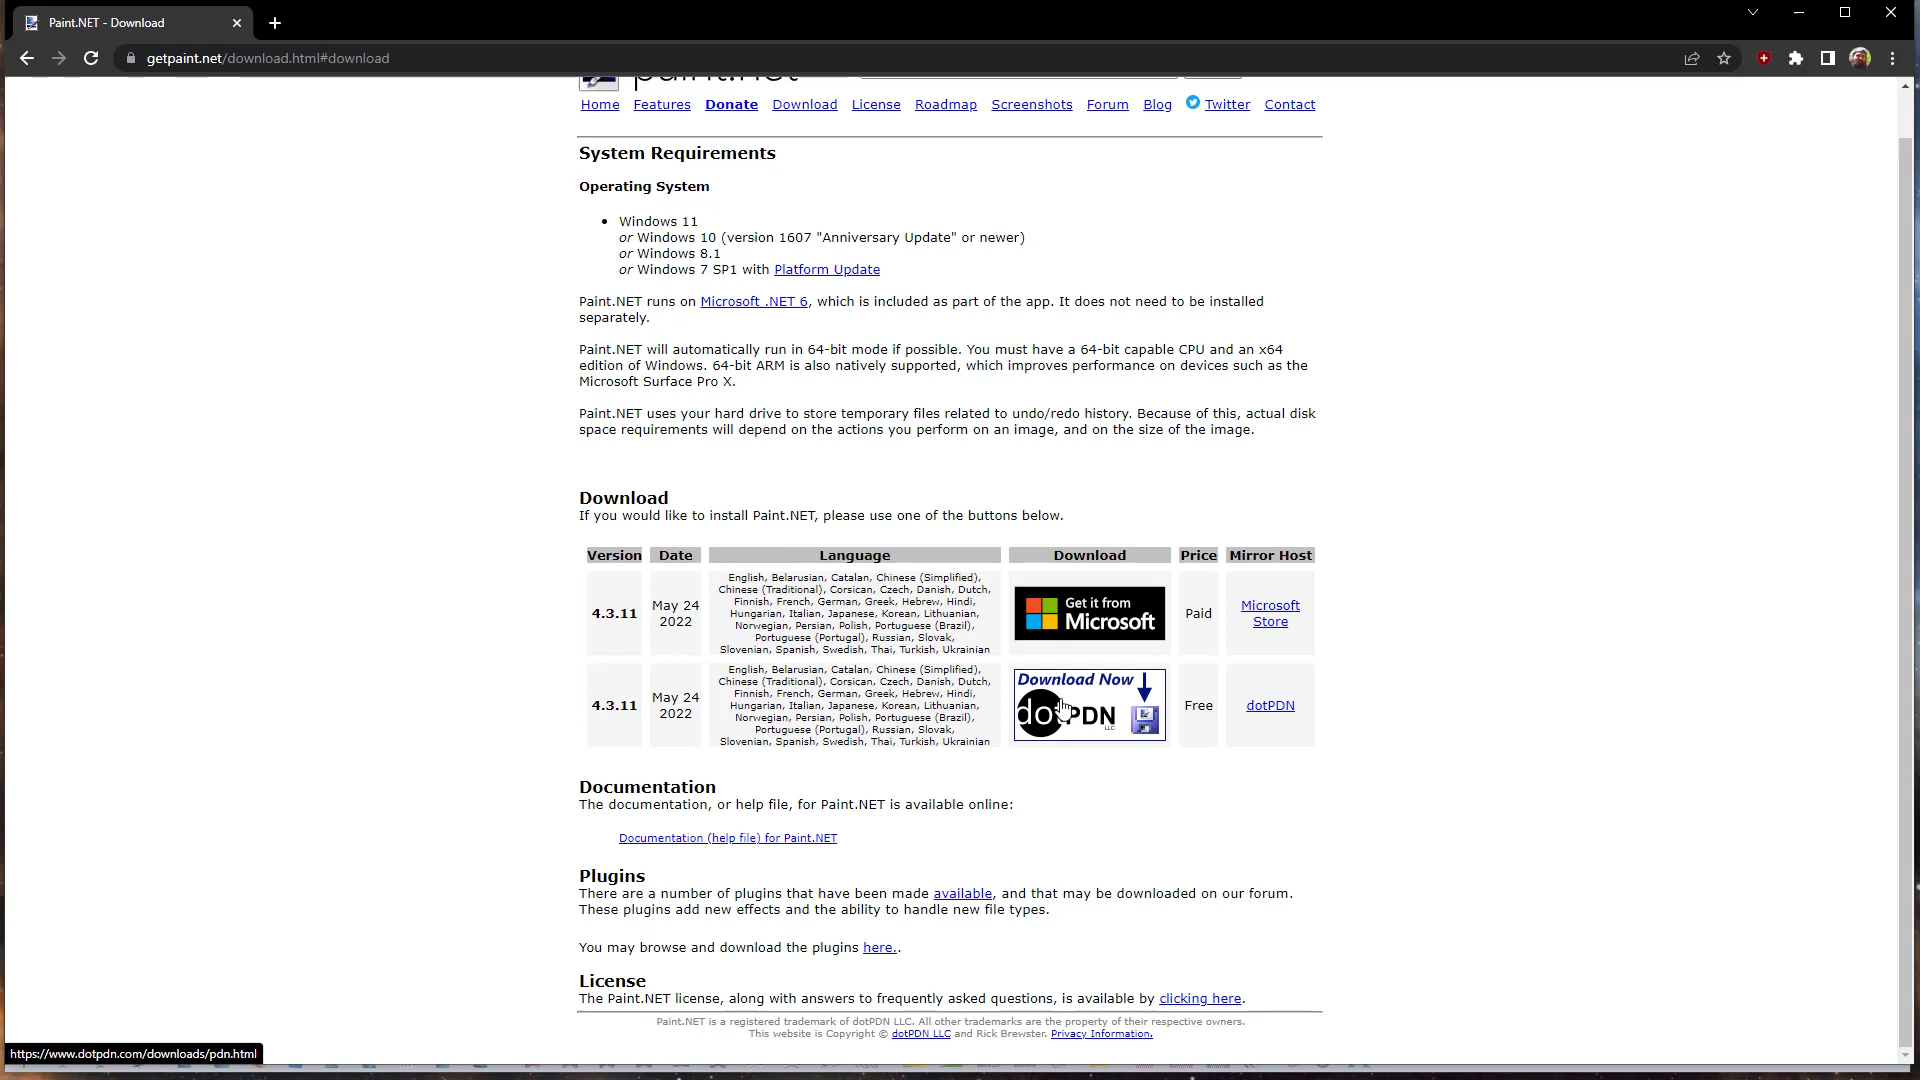 Paint.NET - Download
getpaint.net/download.html#download
paint.net
Home Features Donate Download License Roadmap Screenshots Forum Blog Twitter Contact
System Requirements
Operating System
Windows 11
or Windows 10 (version 1607 "Anniversary Update" or newer)
or Windows 8.1
or Windows 7 SP1 with Platform Update
Paint.NET runs on Microsoft .NET 6, which is included as part of the app. It does not need to be installed
separately.
Paint.NET will automatically run in 64-bit mode if possible. You must have a 64-bit capable CPU and an x64
edition of Windows. 64-bit ARM is also natively supported, which improves performance on devices such as the
Microsoft Surface Pro X.
Paint.NET uses your hard drive to store temporary files related to undo/redo history. Because of this, actual disk
space requirements will depend on the actions you perform on an image, and on the size of the image.
Download
If you would like to install Paint.NET, please use one of the buttons below.
Version Date Language Download Price Mirror Host
4.3.11
May 24
2022
English, Belarusian, Catalan, Chinese (Simplified),
Chinese (Traditional), Corsican, Czech, Danish, Dutch,
Finnish, French, German, Greek, Hebrew, Hindi,
Hungarian, Italian, Japanese, Korean, Lithuanian,
Norwegian, Persian, Polish, Portuguese (Brazil),
Portuguese (Portugal), Russian, Slovak,
Slovenian, Spanish, Swedish, Thai, Turkish, Ukrainian
Get it from
Microsoft
Paid
Microsoft
Store
4.3.11
May 24
2022
English, Belarusian, Catalan, Chinese (Simplified),
Chinese (Traditional), Corsican, Czech, Danish, Dutch,
Finnish, French, German, Greek, Hebrew, Hindi,
Hungarian, Italian, Japanese, Korean, Lithuanian,
Norwegian, Persian, Polish, Portuguese (Brazil),
Portuguese (Portugal), Russian, Slovak,
Slovenian, Spanish, Swedish, Thai, Turkish, Ukrainian
Download Now
dotPDN
LLC
Free
dotPDN
Documentation
The documentation, or help file, for Paint.NET is available online:
Documentation (help file) for Paint.NET
Plugins
There are a number of plugins that have been made available, and that may be downloaded on our forum.
These plugins add new effects and the ability to handle new file types.
You may browse and download the plugins here..
License
The Paint.NET license, along with answers to frequently asked questions, is available by clicking here.
Paint.NET is a registered trademark of dotPDN LLC. All other trademarks are the property of their respective owners.
This website is Copyright © dotPDN LLC and Rick Brewster. Privacy Information.
https://www.dotpdn.com/downloads/pdn.html